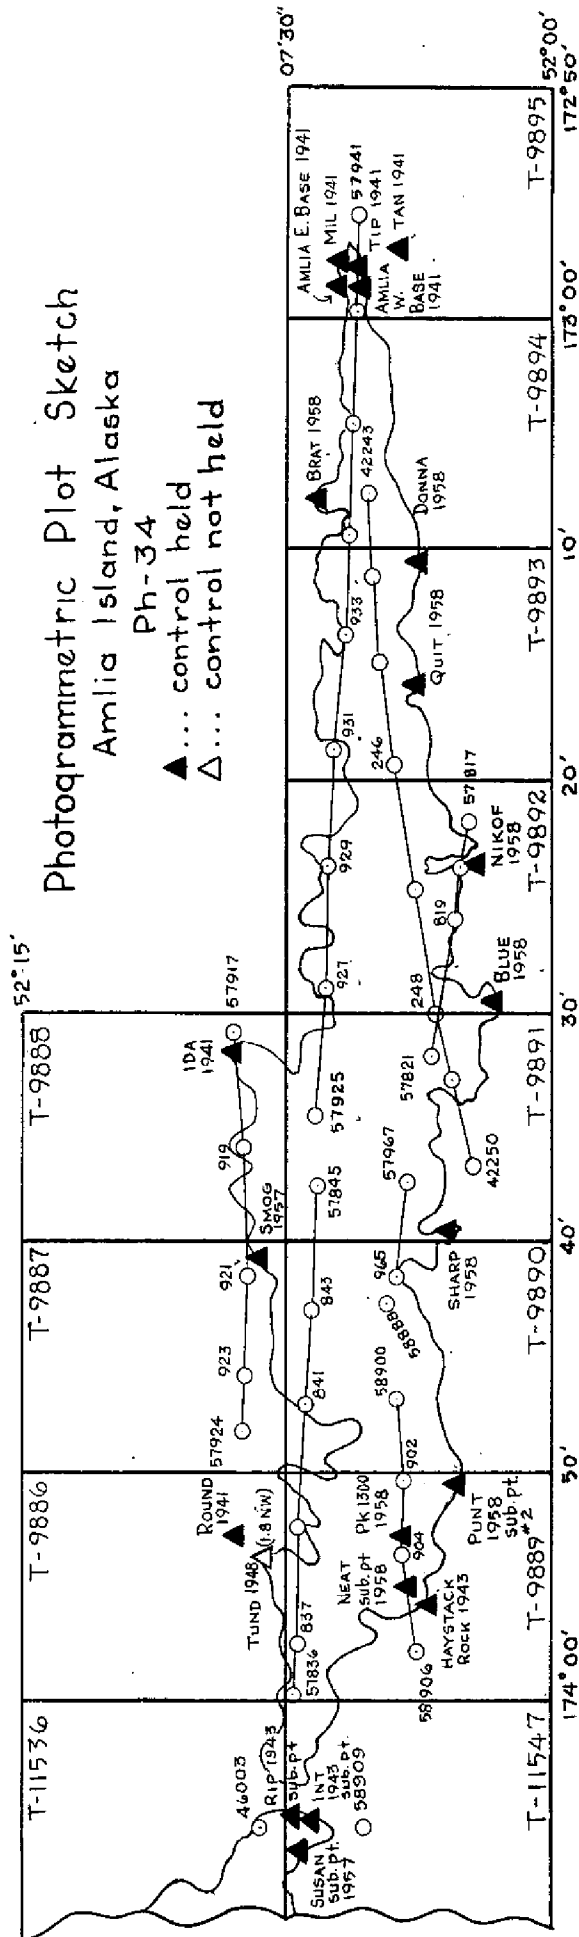 Photogrammetric Plot Sketch
Amlia Island, Alaska
Ph-34
▲... control held
△... control not held
52°15'
07'30"
52°00'
T-11536
T-9886
T-9887
T-9888
46003
RIP 1943
sub.pt.
INT
1943
sub.pt.
SUSAN
sub.pt.
1957
58909
TUND 1948
(1.8 NW)
ROUND
1941
57924
923
921
SMOG
1957
919
IDA
1941
57917
57836
837
841
843
57845
57925
927
929
931
933
BRAT 1958
42243
AMLIA E. BASE 1941
MIL 1941
57941
TIP 1941
AMLIA
W.
BASE
1941
TAN 1941
58906
HAYSTACK
ROCK 1943
NEAT
sub.pt
1958
904
PK 1300
1958
902
58900
PUNT
1958
sub.pt.
#2
58888
965
57967
SHARP
1958
42250
57821
248
BLUE
1958
819
NIKOF
1958
57817
246
QUIT 1958
DONNA
1958
T-11547
T-9889
T-9890
T-9891
T-9892
T-9893
T-9894
T-9895
174°00'
50'
40'
30'
20'
10'
173°00'
172°50'